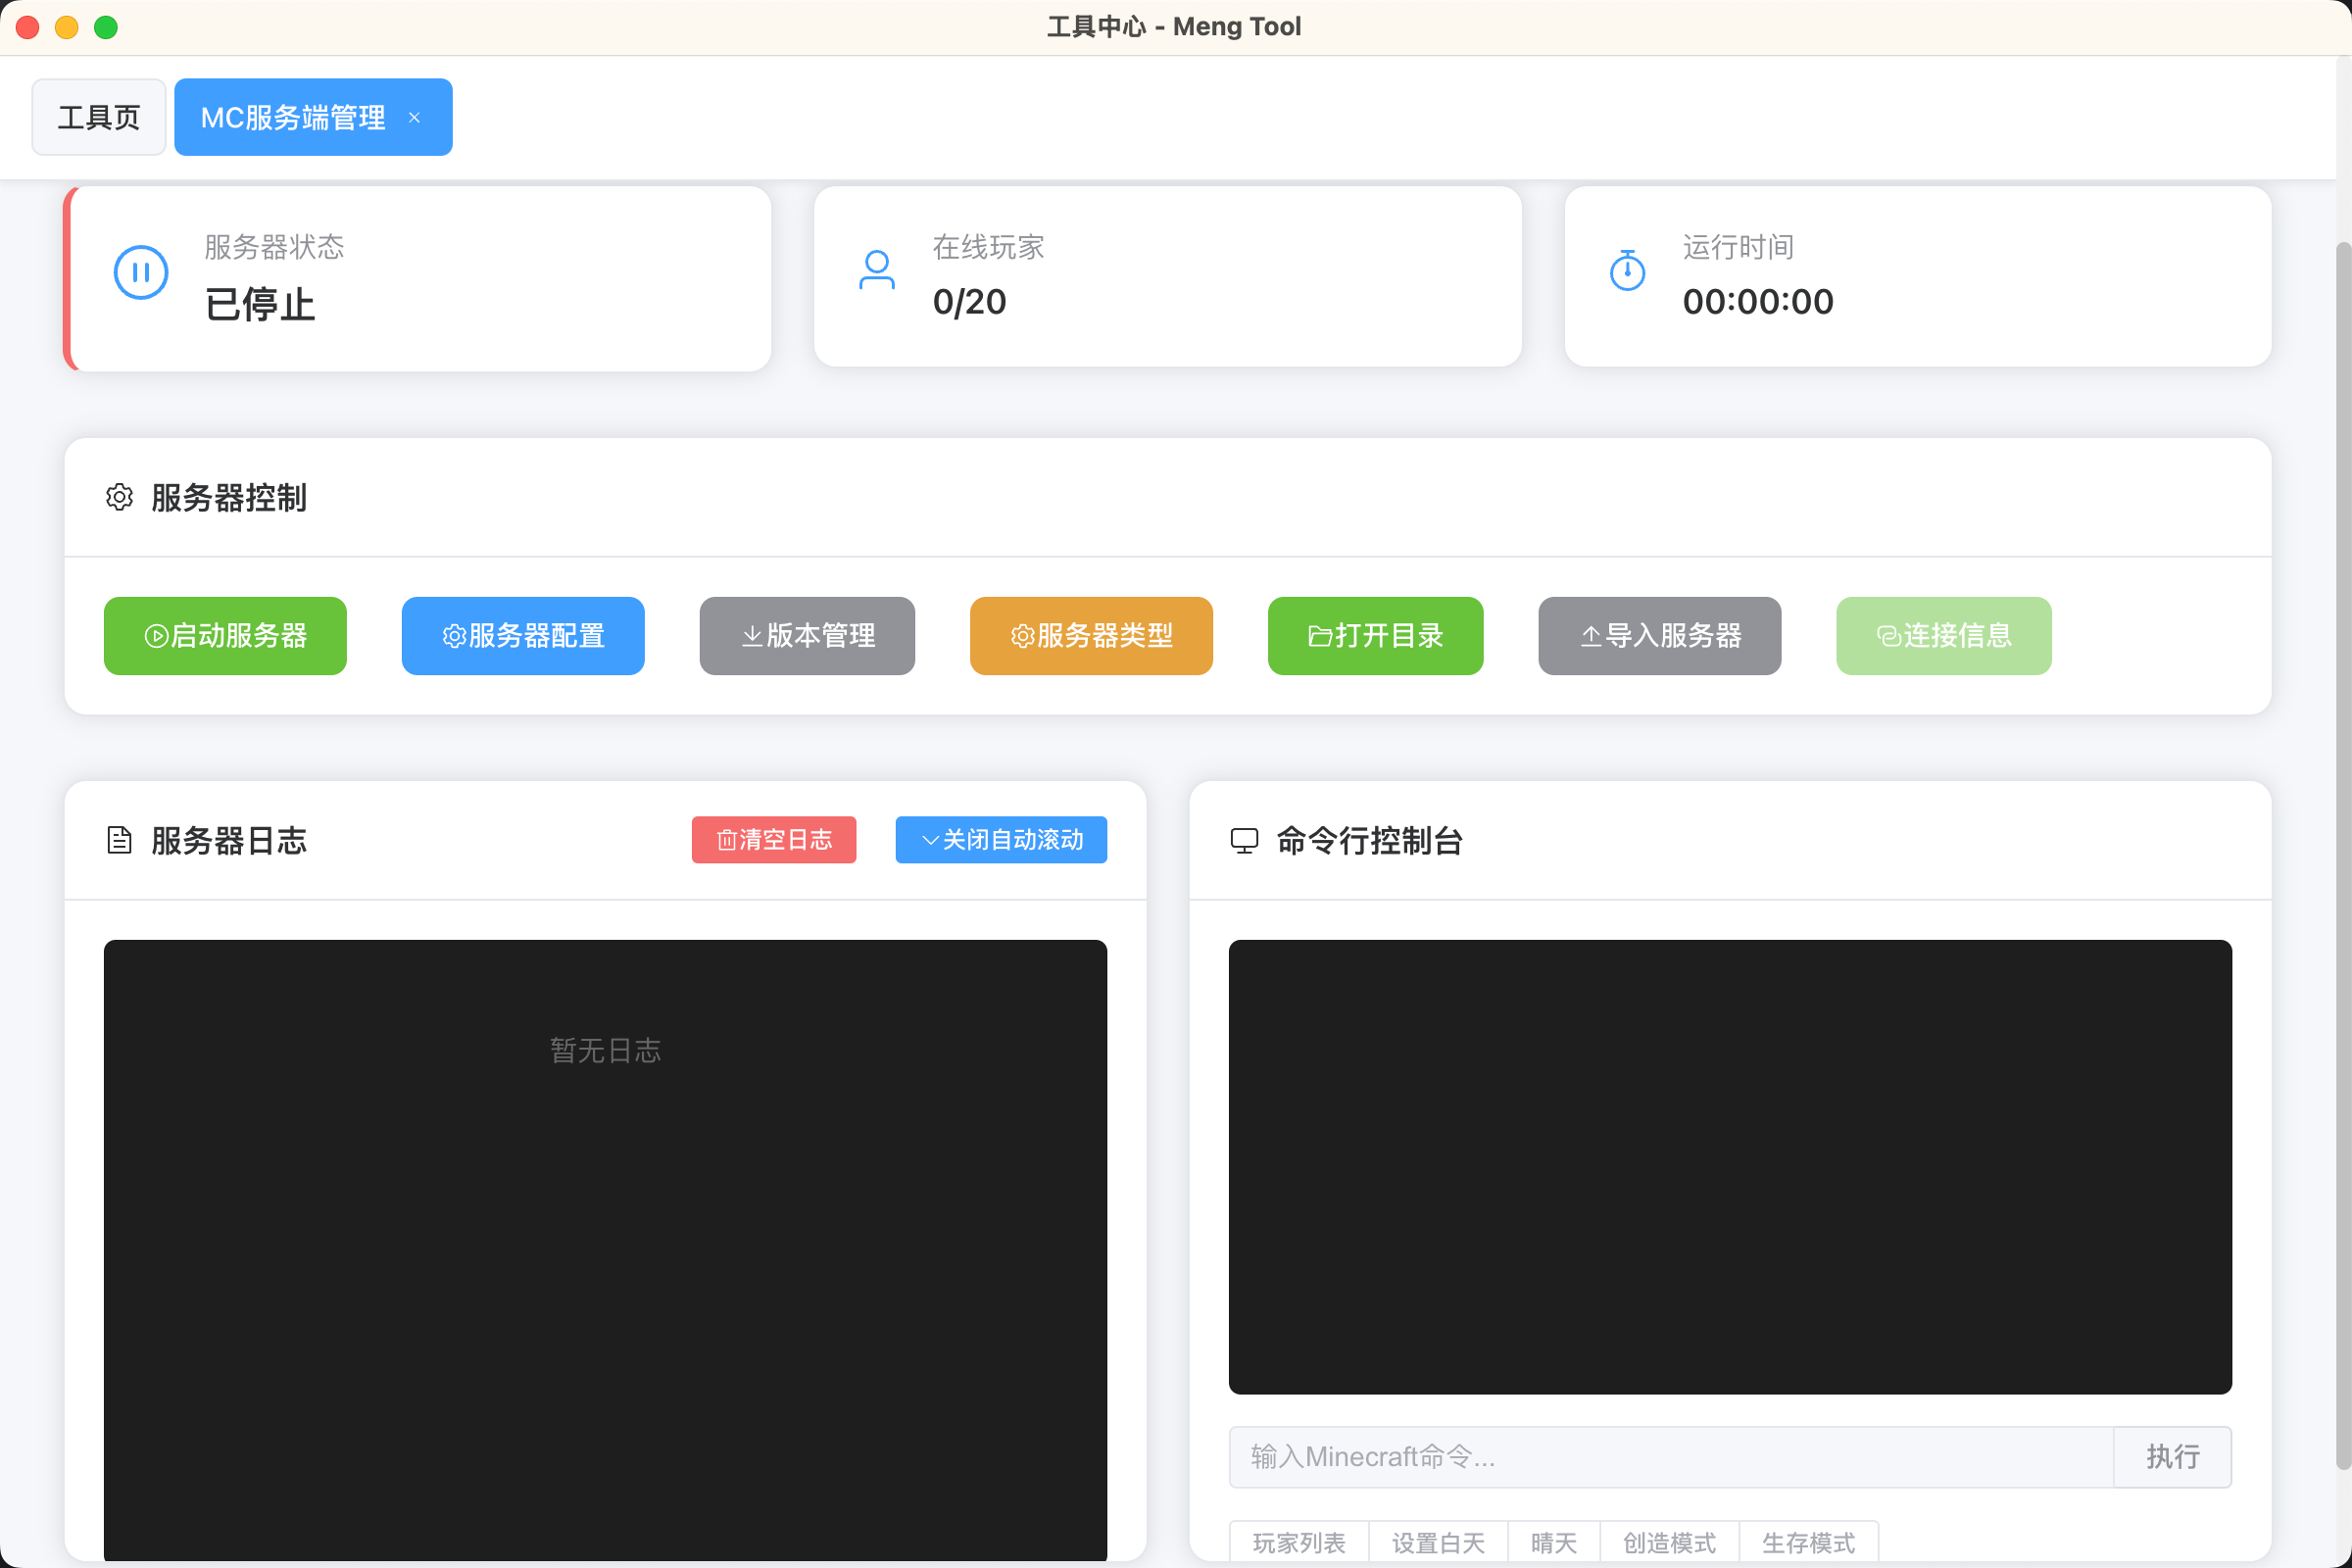 工具中心 - Meng Tool
工具页
MC服务端管理 ×
服务器状态
已停止
在线玩家
0/20
运行时间
00:00:00
服务器控制
启动服务器
服务器配置
版本管理
服务器类型
打开目录
导入服务器
连接信息
服务器日志
清空日志
关闭自动滚动
暂无日志
命令行控制台
输入Minecraft命令...
执行
玩家列表
设置白天
晴天
创造模式
生存模式